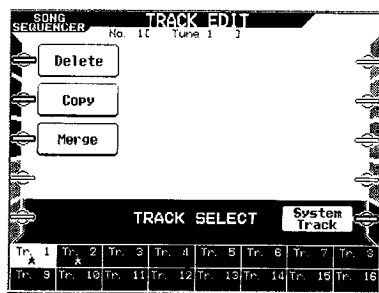 SONG
SEQUENCER
TRACK EDIT
No. 1[ Tune 1 ]
Delete
Copy
Merge
TRACK SELECT
System
Track
Tr. 1 Tr. 2 Tr. 3 Tr. 4 Tr. 5 Tr. 6 Tr. 7 Tr. 8
Tr. 9 Tr. 10 Tr. 11 Tr. 12 Tr. 13 Tr. 14 Tr. 15 Tr. 16